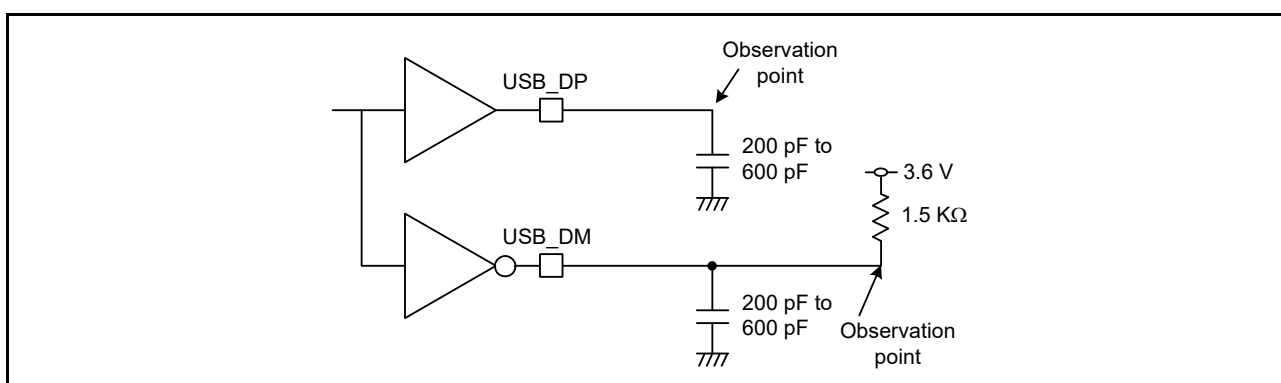 Observation
point
USB_DP
200 pF to
600 pF
3.6 V
1.5 KΩ
USB_DM
200 pF to
600 pF
Observation
point